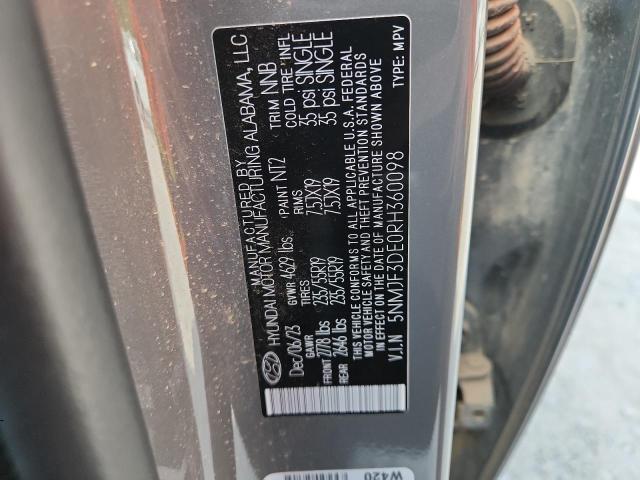 MANUFACTURED BY
HYUNDAI MOTOR MANUFACTURING ALABAMA, LLC
Dec/06/23 GVWR 4629 lbs PAINT NT2 TRIM NNB
GAWR TIRES RIMS COLD TIRE INFL
FRONT 2778 lbs 235/55R19 7.5JX19 35 psi SINGLE
REAR 2646 lbs 235/55R19 7.5JX19 35 psi SINGLE
THIS VEHICLE CONFORMS TO ALL APPLICABLE U.S.A. FEDERAL
MOTOR VEHICLE SAFETY AND THEFT PREVENTION STANDARDS
IN EFFECT ON THE DATE OF MANUFACTURE SHOWN ABOVE
V.I.N 5NMJF3DE0RH360098 TYPE: MPV
W420